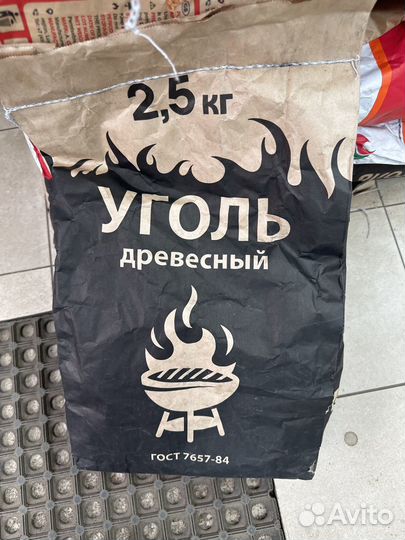 2,5 кг
УГОЛЬ
древесный
ГОСТ 7657-84
Avito